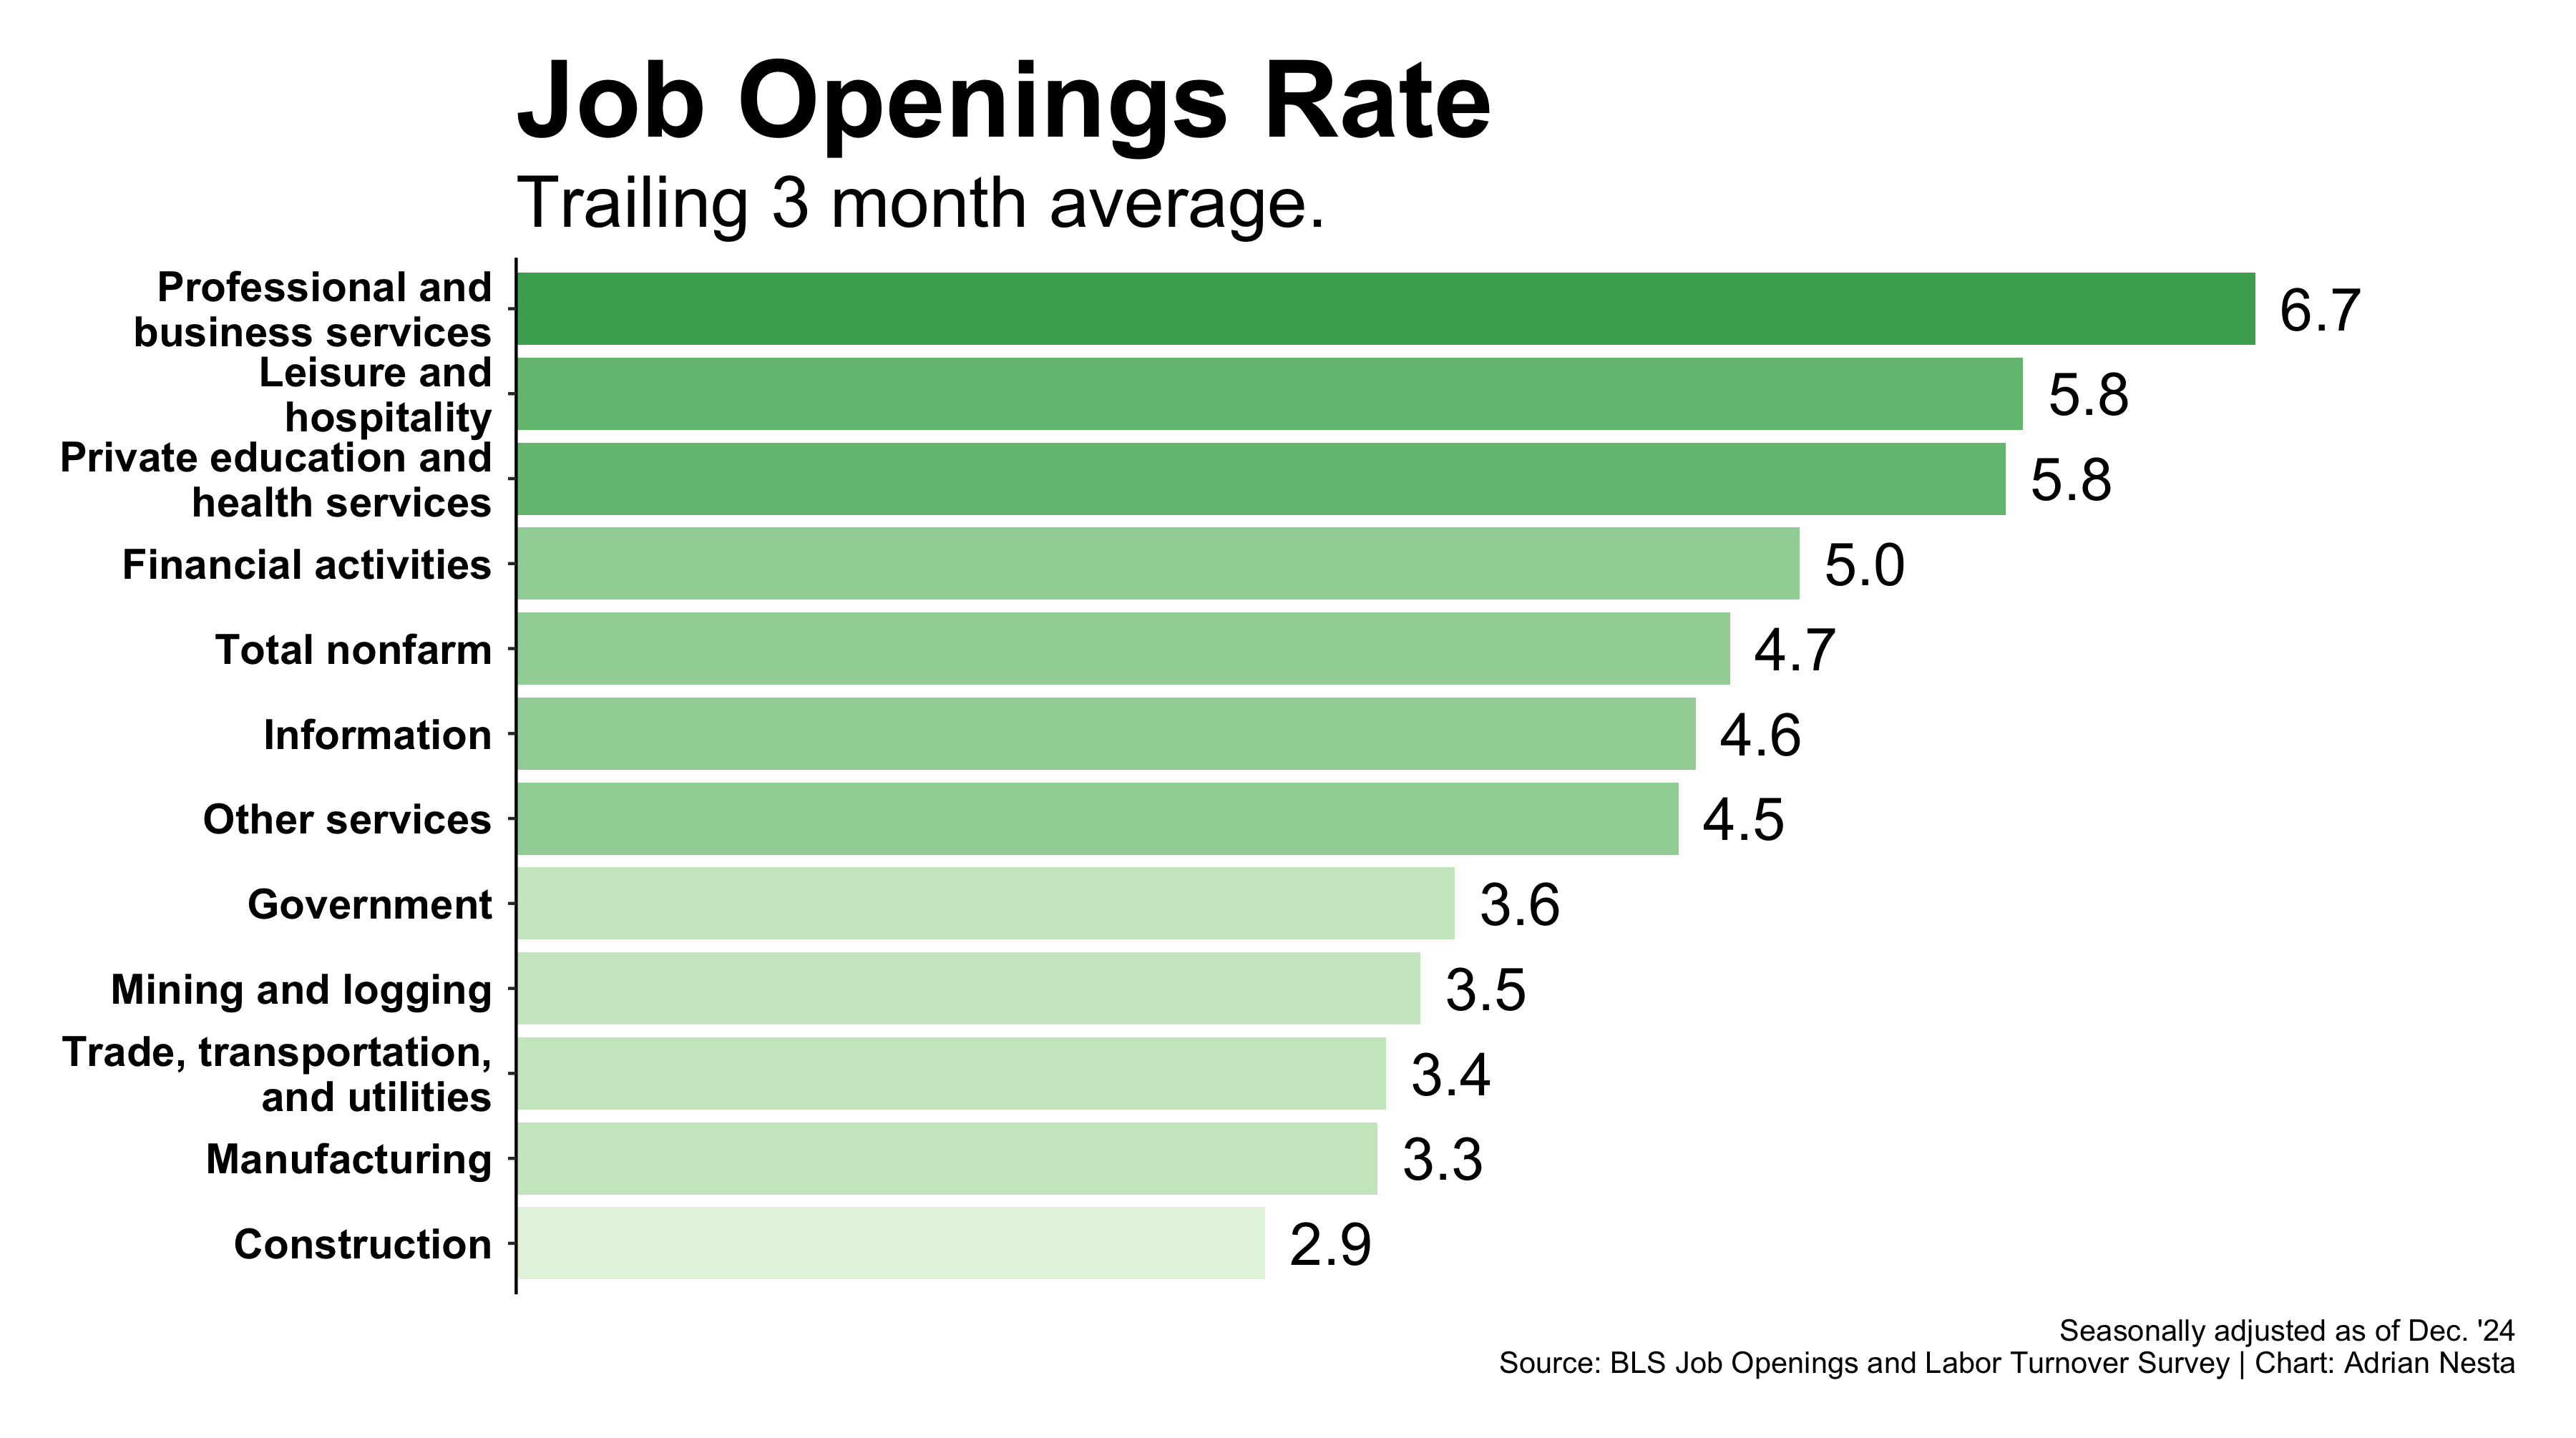 Job Openings Rate
Trailing 3 month average.
Professional and
business services
6.7
Leisure and
hospitality
5.8
Private education and
health services
5.8
Financial activities
5.0
Total nonfarm
4.7
Information
4.6
Other services
4.5
Government
3.6
Mining and logging
3.5
Trade, transportation,
and utilities
3.4
Manufacturing
3.3
Construction
2.9
Seasonally adjusted as of Dec. '24
Source: BLS Job Openings and Labor Turnover Survey | Chart: Adrian Nesta